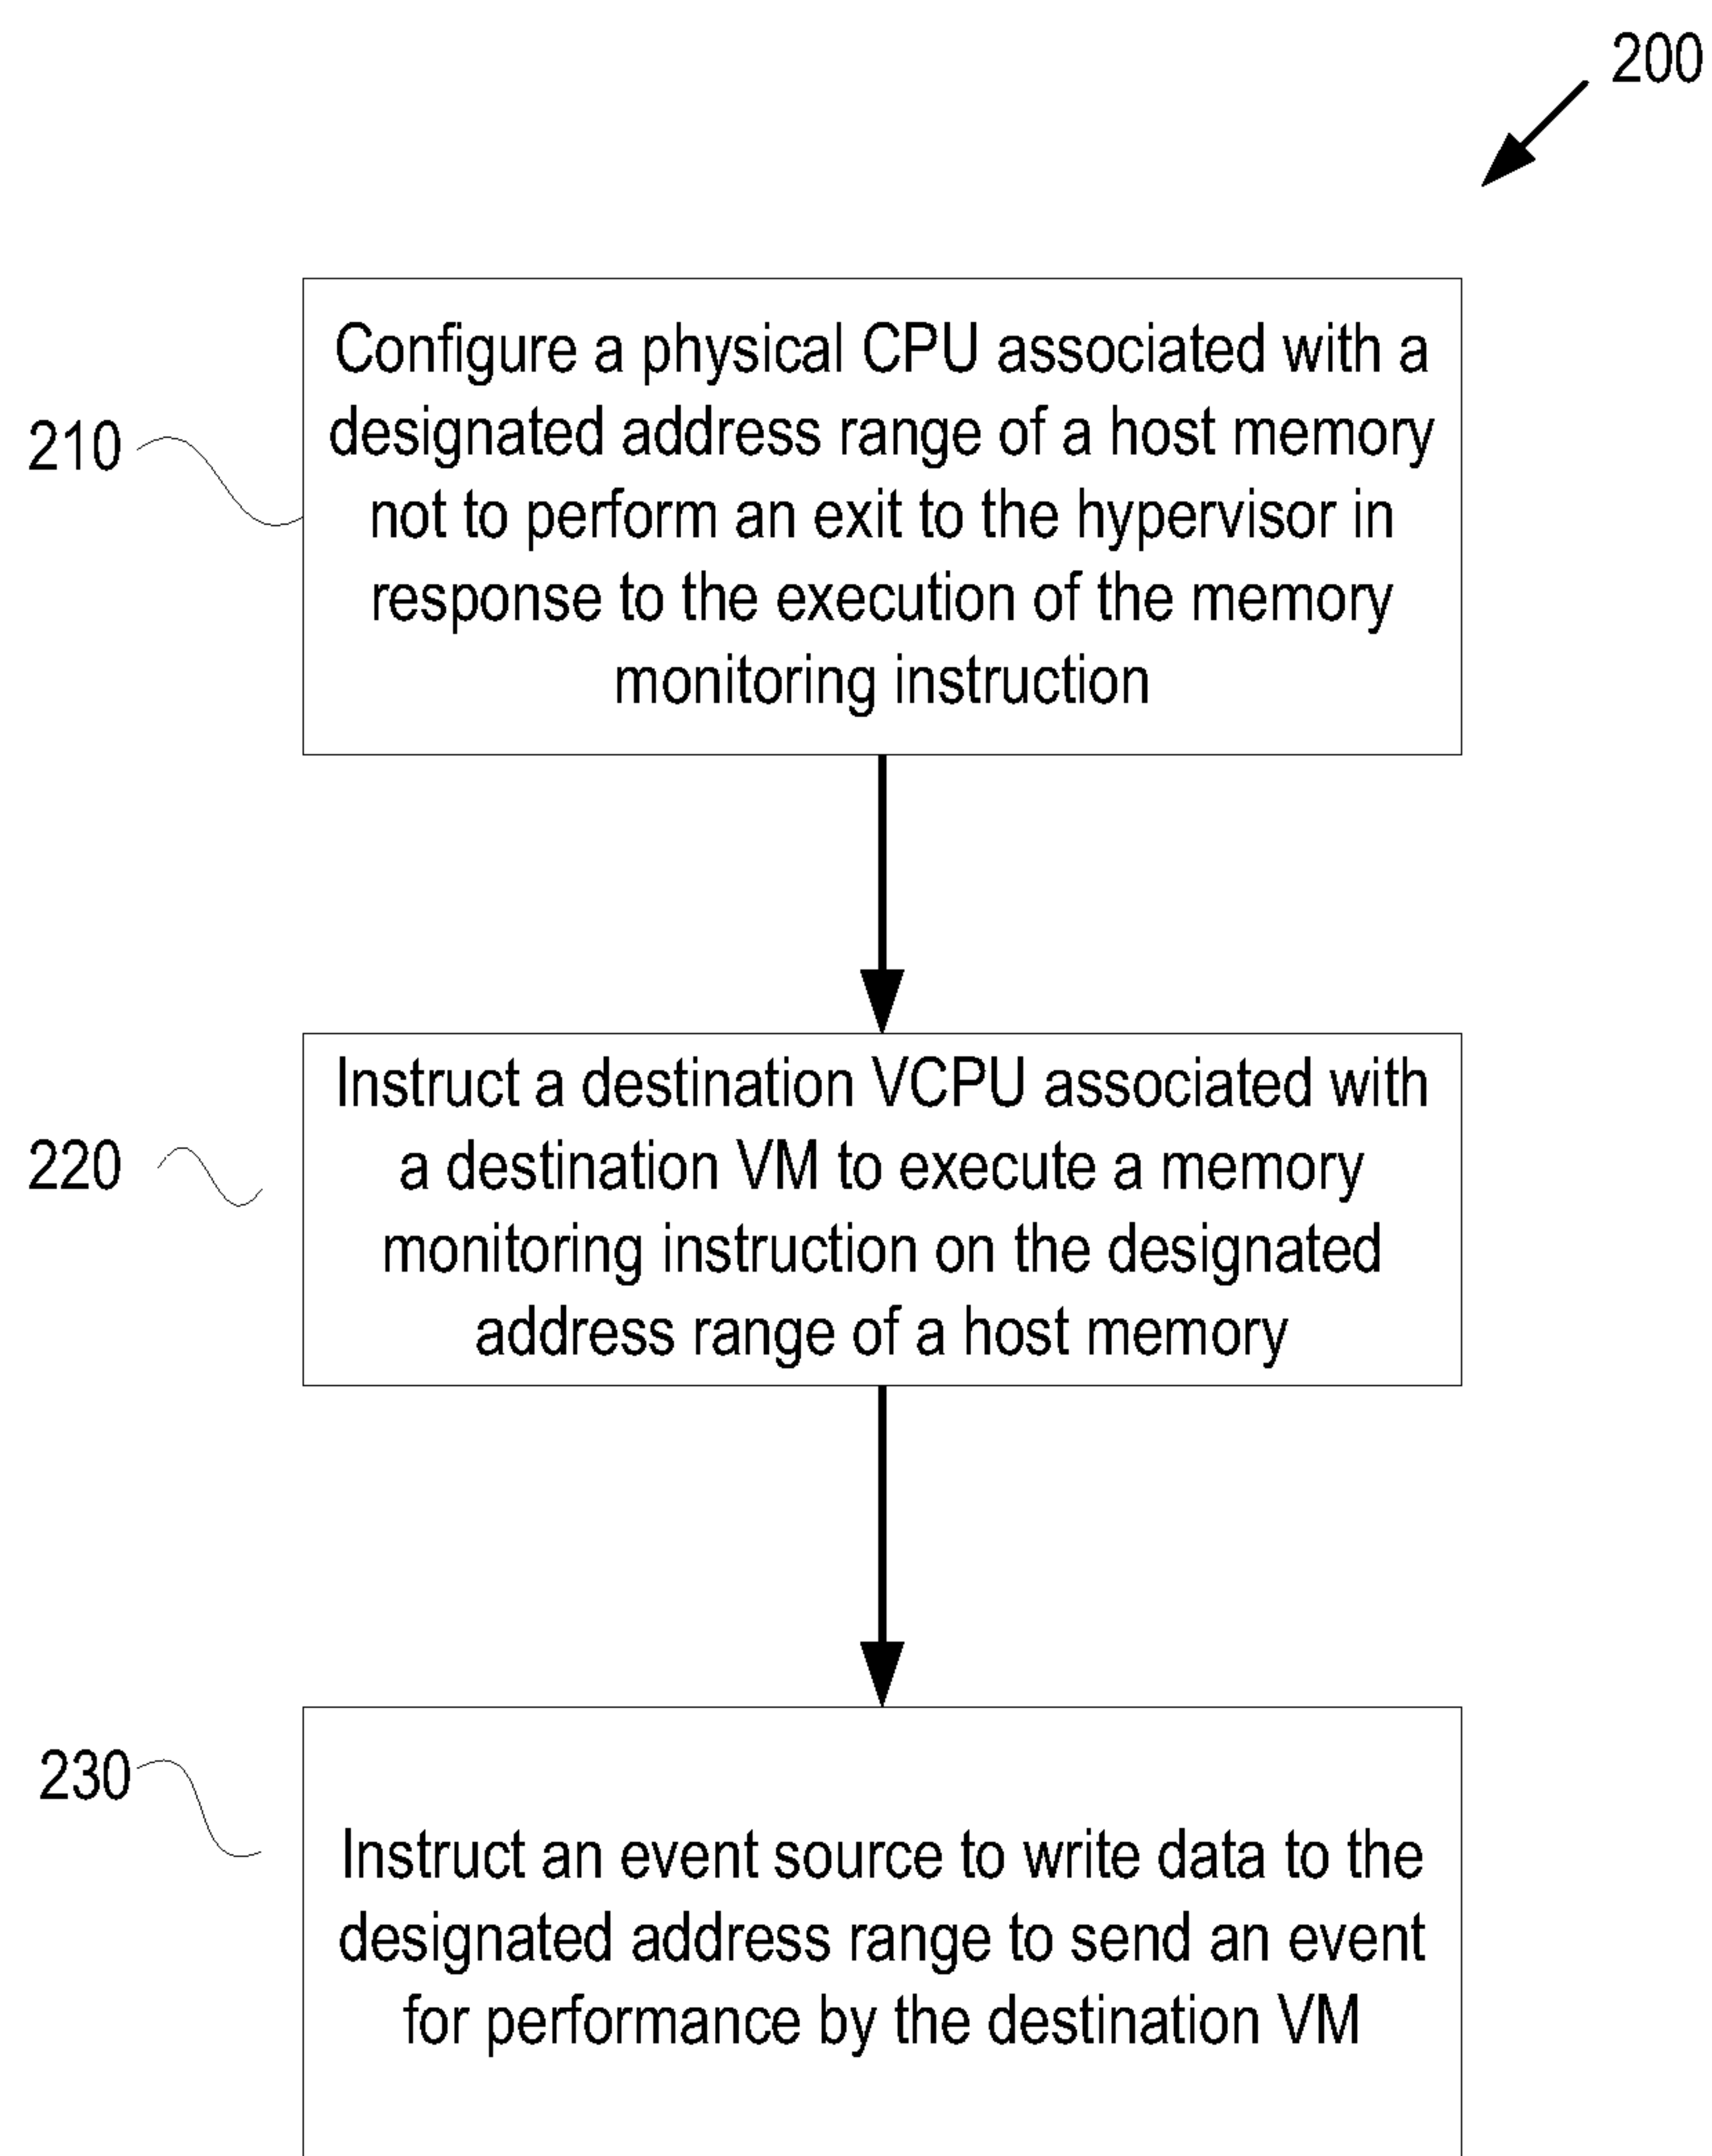 200
210
Configure a physical CPU associated with a
designated address range of a host memory
not to perform an exit to the hypervisor in
response to the execution of the memory
monitoring instruction
220
Instruct a destination VCPU associated with
a destination VM to execute a memory
monitoring instruction on the designated
address range of a host memory
230
Instruct an event source to write data to the
designated address range to send an event
for performance by the destination VM